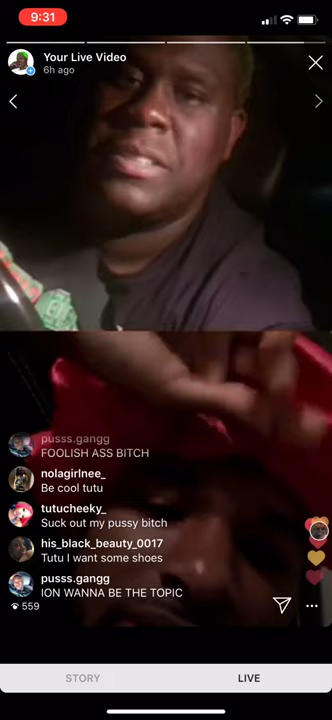 9:31
Your Live Video
6h ago
pusss.gangg
FOOLISH ASS BITCH
nolagirlnee_
Be cool tutu
tutucheeky_
Suck out my pussy bitch
his_black_beauty_0017
Tutu I want some shoes
pusss.gangg
ION WANNA BE THE TOPIC
559
STORY
LIVE